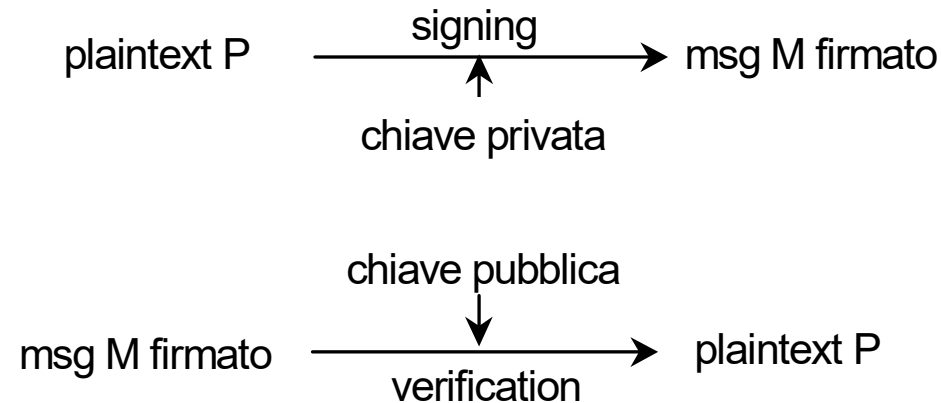 signing
plaintext P
msg M firmato
chiave privata
chiave pubblica
msg M firmato
plaintext P
verification